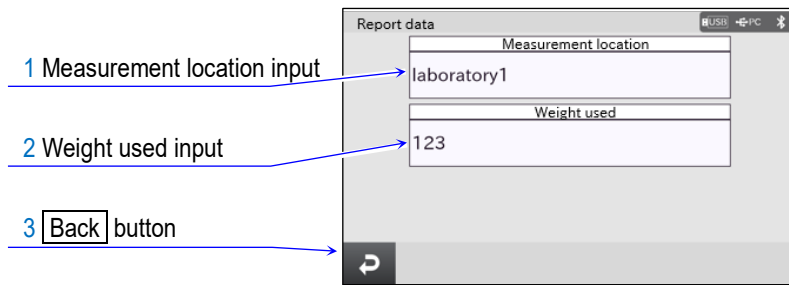 Report data
USB PC
Measurement location
1 Measurement location input
laboratory1
Weight used
2 Weight used input
123
3 Back button